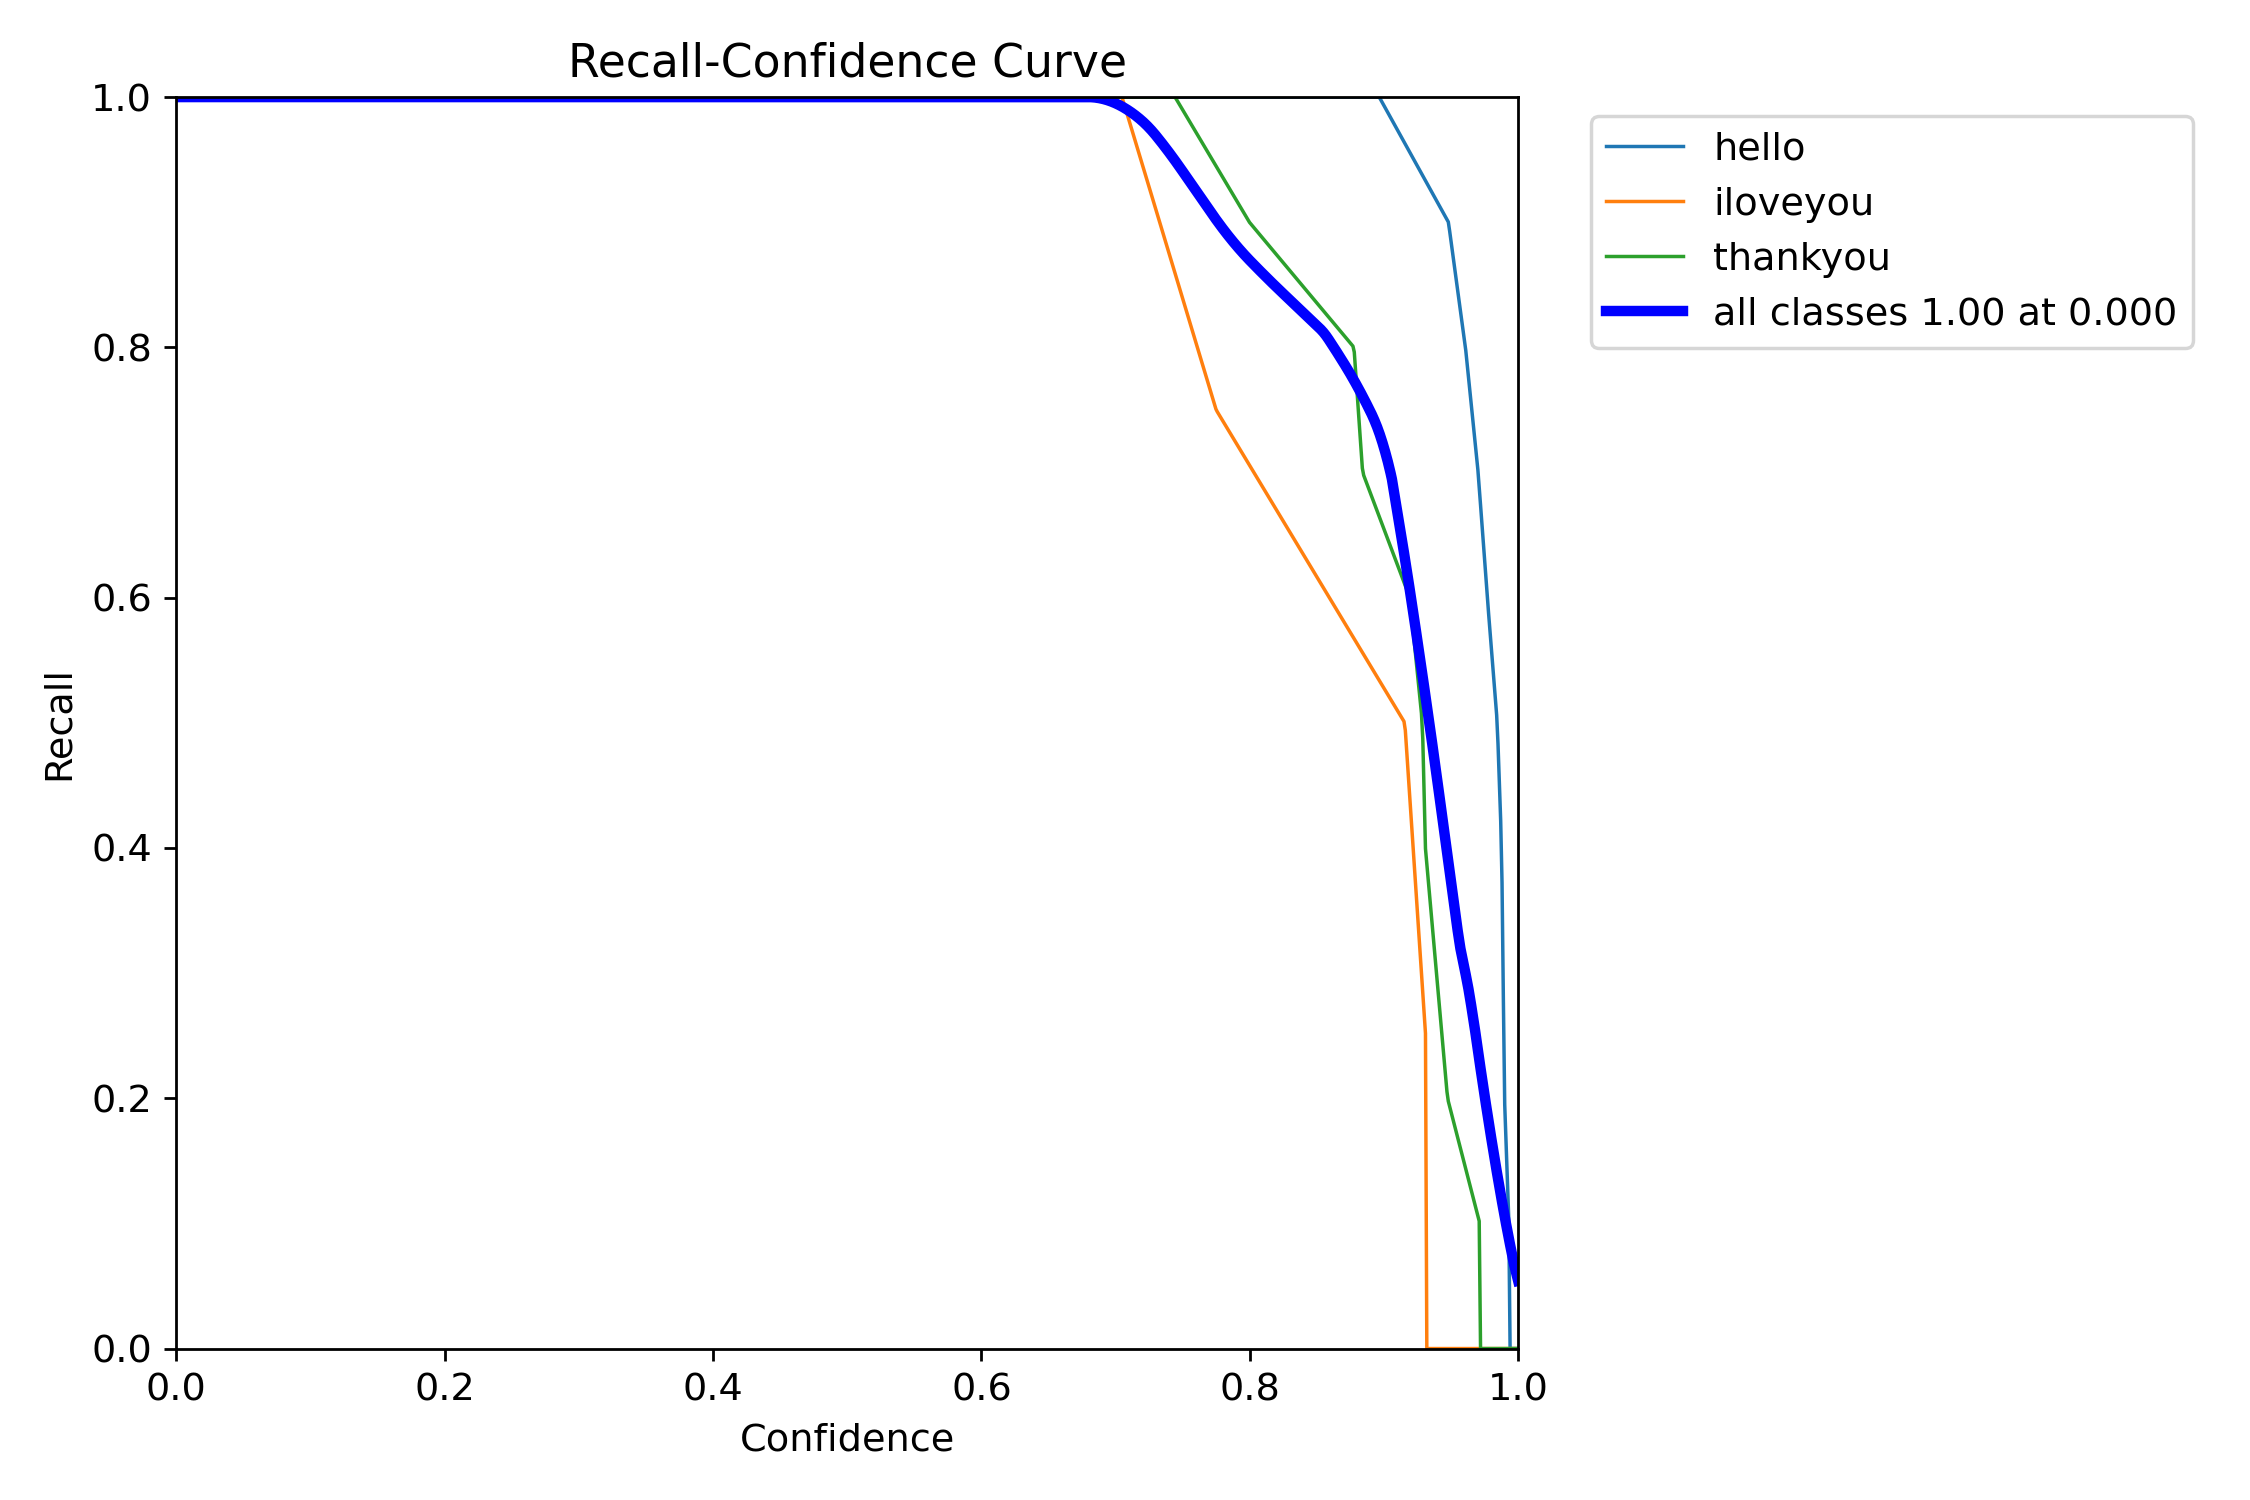 Recall-Confidence Curve
1.0
0.8
0.6
0.4
0.2
0.0
Recall
0.0 0.2 0.4 0.6 0.8 1.0
Confidence
hello
iloveyou
thankyou
all classes 1.00 at 0.000